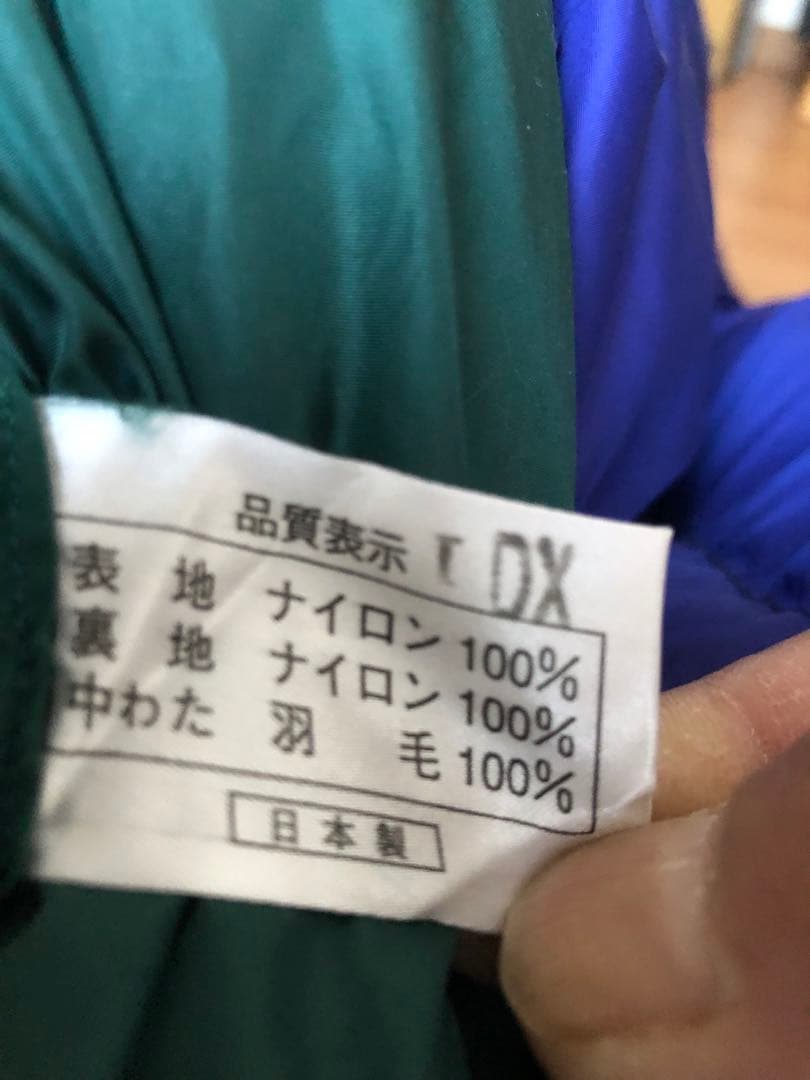 品質表示 I DX
表地 ナイロン 100%
裏地 ナイロン 100%
中わた 羽毛 100%
日本製